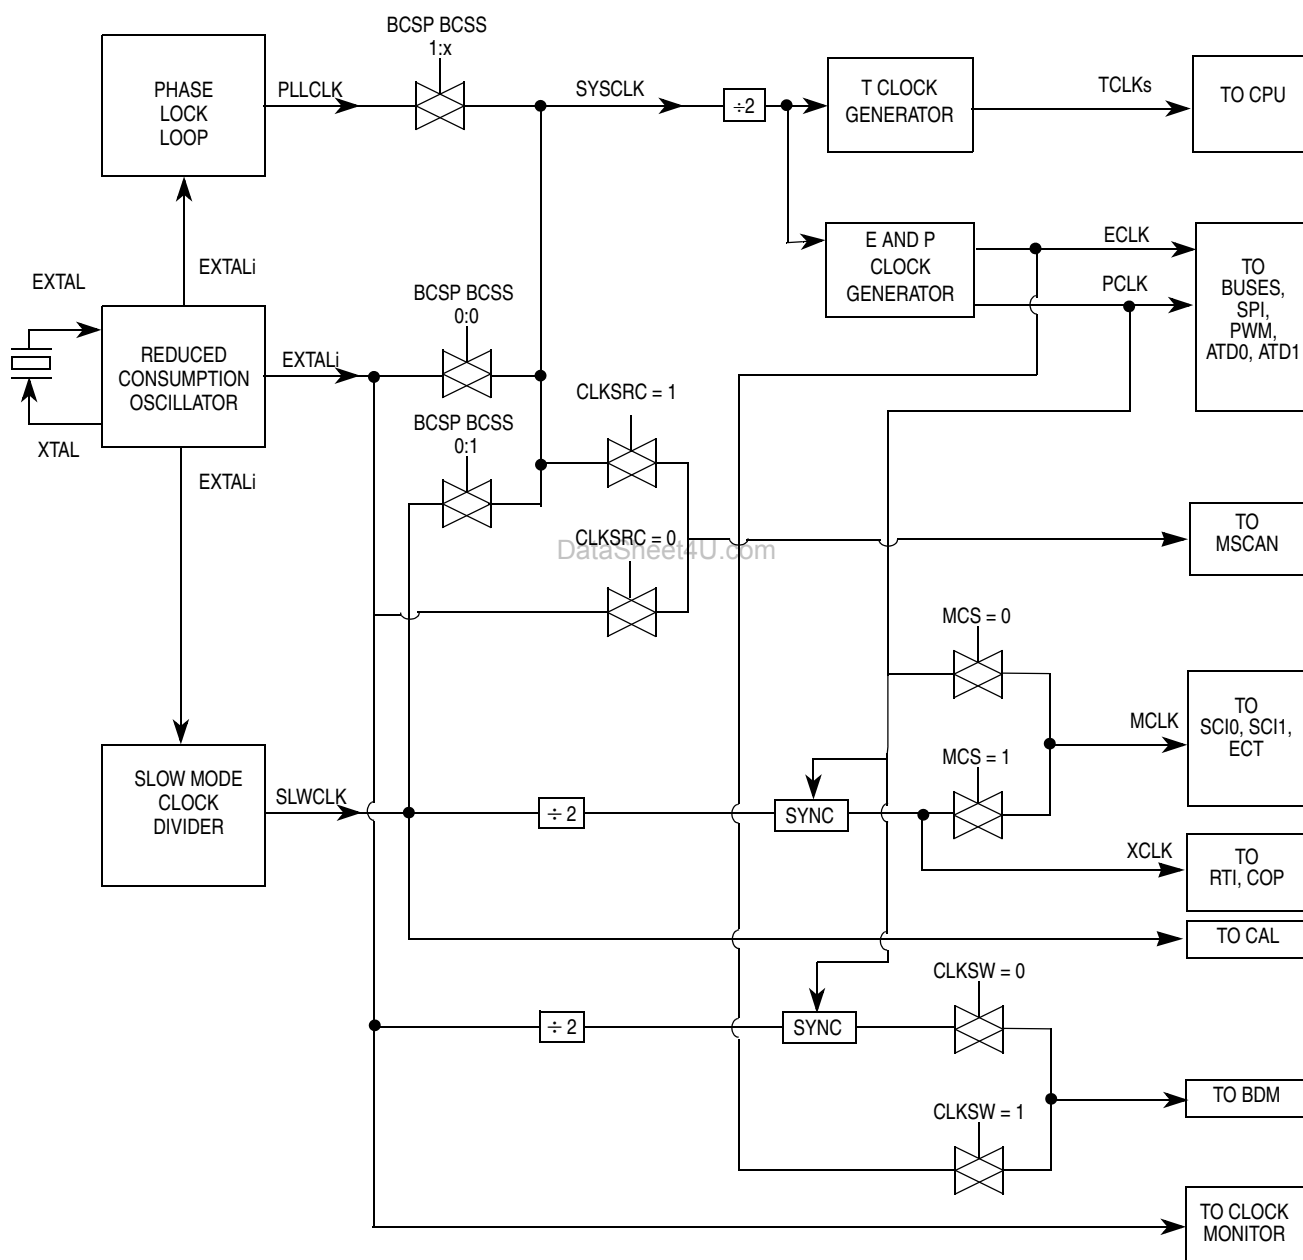 BCSP BCSS
1:x
PHASE
LOCK
LOOP
PLLCLK
SYSCLK
÷2
T CLOCK
GENERATOR
TCLKs
TO CPU
E AND P
CLOCK
GENERATOR
ECLK
PCLK
TO
BUSES,
SPI,
PWM,
ATD0, ATD1
EXTALi
EXTAL
XTAL
REDUCED
CONSUMPTION
OSCILLATOR
EXTALi
BCSP BCSS
0:0
BCSP BCSS
0:1
CLKSRC = 1
EXTALi
CLKSRC = 0
DataSheet4U.com
TO
MSCAN
MCS = 0
MCS = 1
MCLK
TO
SCI0, SCI1,
ECT
SLOW MODE
CLOCK
DIVIDER
SLWCLK
÷ 2
SYNC
XCLK
TO
RTI, COP
TO CAL
CLKSW = 0
÷ 2
SYNC
CLKSW = 1
TO BDM
TO CLOCK
MONITOR